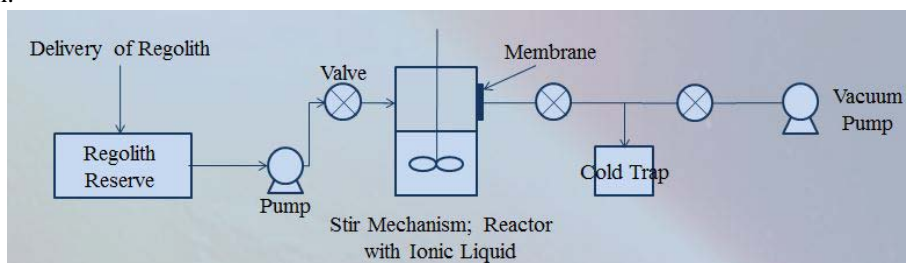 Delivery of Regolith
Valve
Membrane
Regolith
Reserve
Pump
Stir Mechanism; Reactor
with Ionic Liquid
Cold Trap
Vacuum
Pump